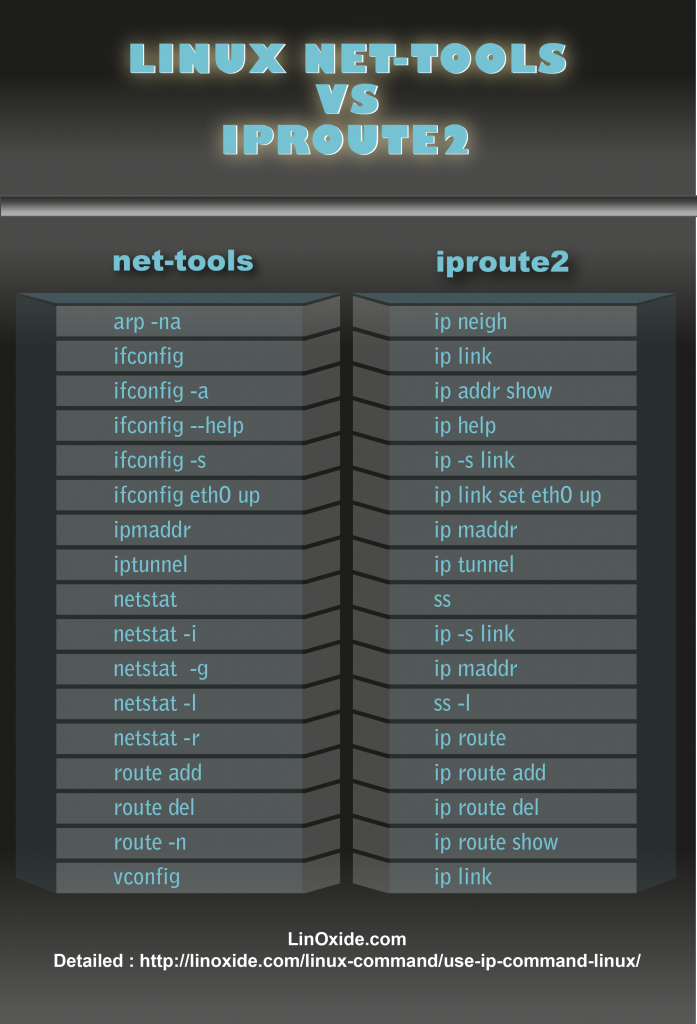 LINUX NET-TOOLS
VS
IPROUTE2
net-tools iproute2
arp -na ip neigh
ifconfig ip link
ifconfig -a ip addr show
ifconfig --help ip help
ifconfig -s ip -s link
ifconfig eth0 up ip link set eth0 up
ipmaddr ip maddr
iptunnel ip tunnel
netstat ss
netstat -i ip -s link
netstat -g ip maddr
netstat -l ss -l
netstat -r ip route
route add ip route add
route del ip route del
route -n ip route show
vconfig ip link
LinOxide.com
Detailed : http://linoxide.com/linux-command/use-ip-command-linux/